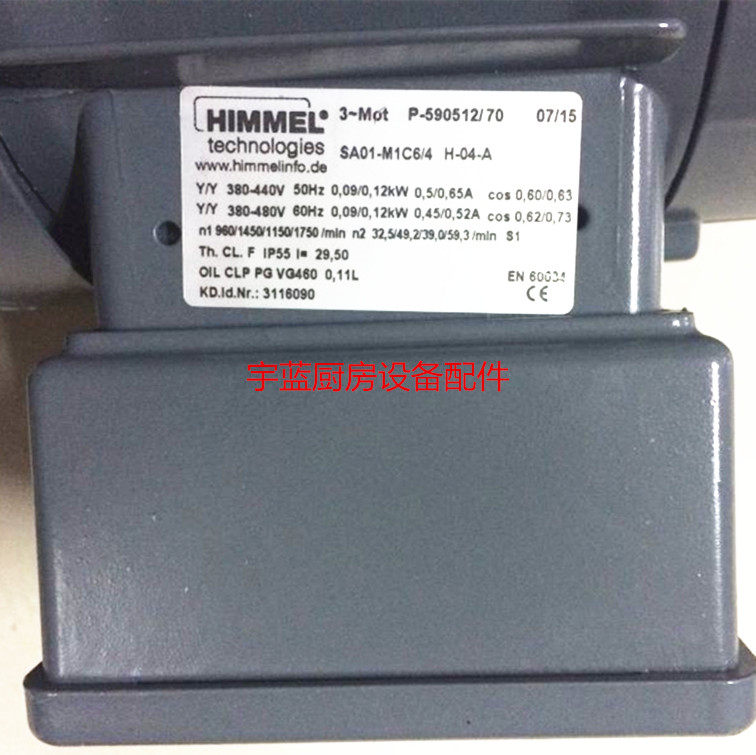 HIMMEL® 3~Mot P-590512/70 07/15
technologies SA01-M1C6/4 H-04-A
www.himmelinfo.de
Y/Y 380-440V 50Hz 0,09/0,12kW 0,5/0,65A cos 0,60/0,63
Y/Y 380-480V 60Hz 0,09/0,12kW 0,45/0,52A cos 0,62/0,73
n1 960/1450/1150/1750 /min n2 32,5/49,2/39,0/59,3 /min S1
Th. CL. F IP55 i= 29,50
OIL CLP PG VG460 0,11L EN 60034
KD.Id.Nr.: 3116090 CE
宇蓝厨房设备配件